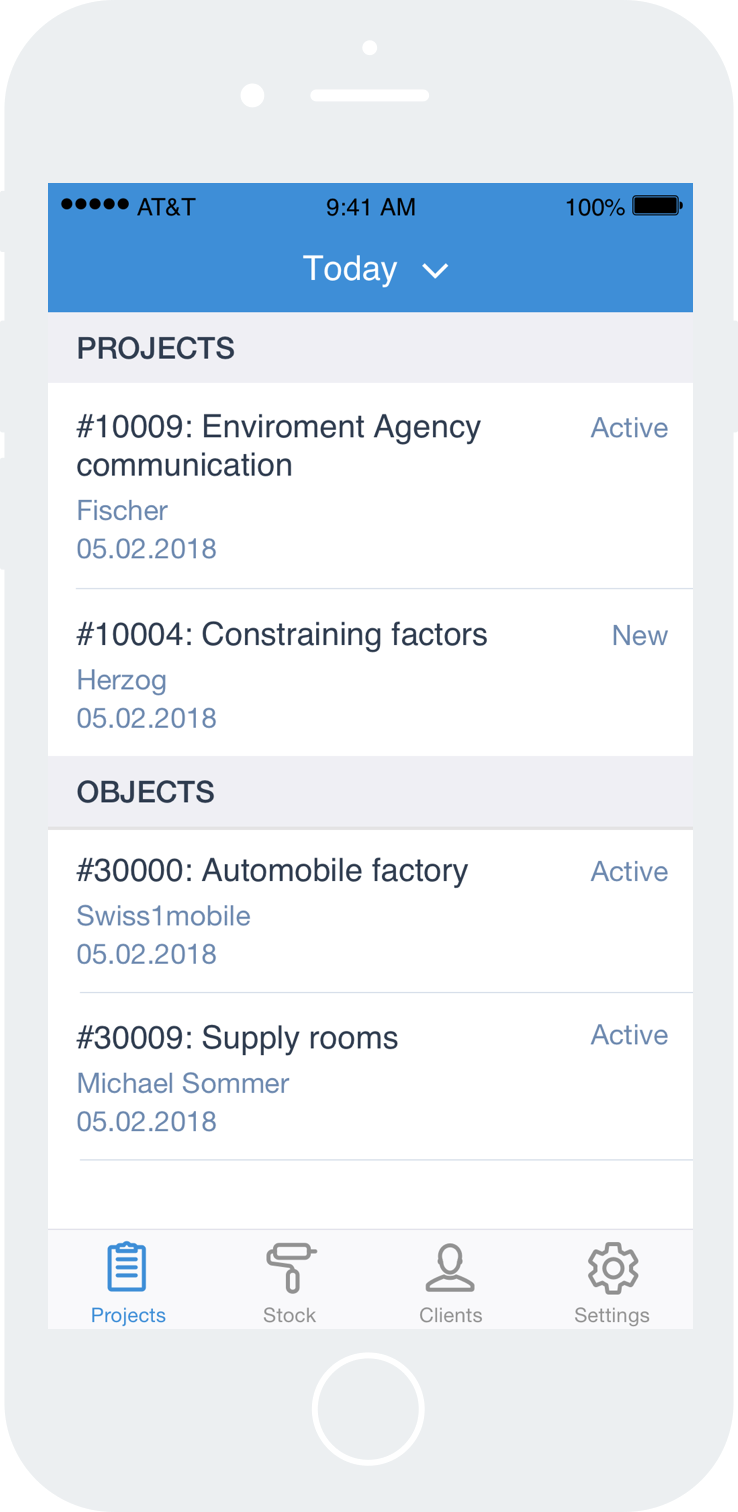 AT&T 9:41 AM 100%
Today
PROJECTS
#10009: Enviroment Agency Active
communication
Fischer
05.02.2018
#10004: Constraining factors New
Herzog
05.02.2018
OBJECTS
#30000: Automobile factory Active
Swiss1mobile
05.02.2018
#30009: Supply rooms Active
Michael Sommer
05.02.2018
Projects Stock Clients Settings